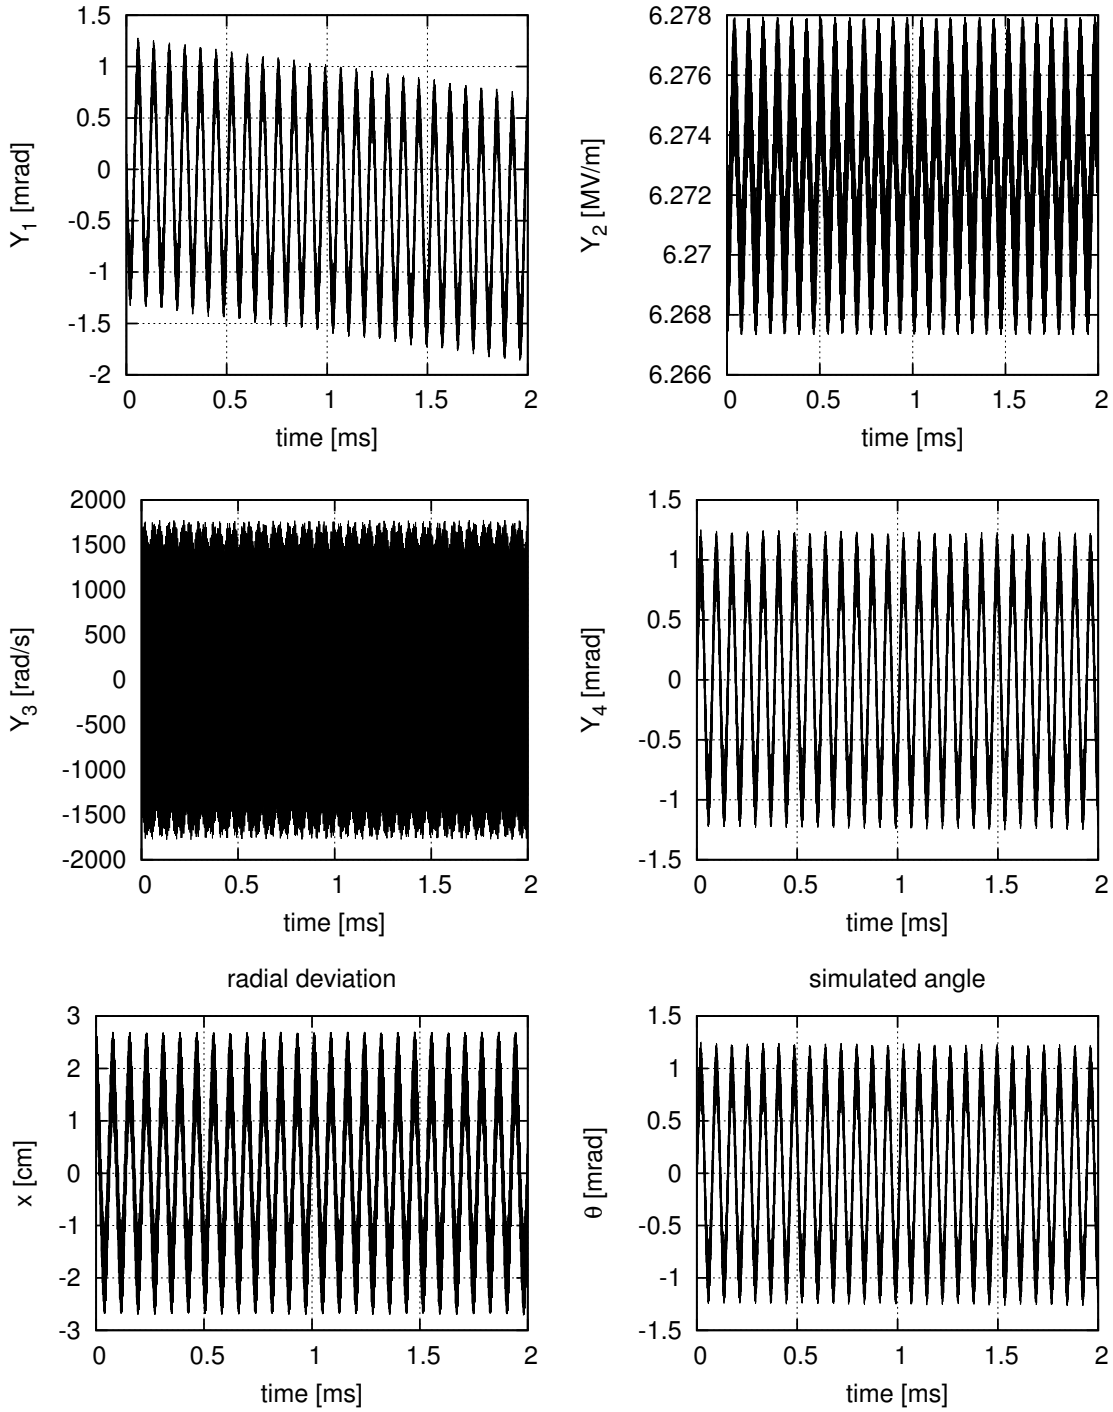 1.5
1
0.5
0
-0.5
-1
-1.5
-2
Y1 [mrad]
0 0.5 1 1.5 2
time [ms]
6.278
6.276
6.274
6.272
6.27
6.268
6.266
Y2 [MV/m]
0 0.5 1 1.5 2
time [ms]
2000
1500
1000
500
0
-500
-1000
-1500
-2000
Y3 [rad/s]
0 0.5 1 1.5 2
time [ms]
1.5
1
0.5
0
-0.5
-1
-1.5
Y4 [mrad]
0 0.5 1 1.5 2
time [ms]
radial deviation
3
2
1
0
-1
-2
-3
x [cm]
0 0.5 1 1.5 2
time [ms]
simulated angle
1.5
1
0.5
0
-0.5
-1
-1.5
θ [mrad]
0 0.5 1 1.5 2
time [ms]